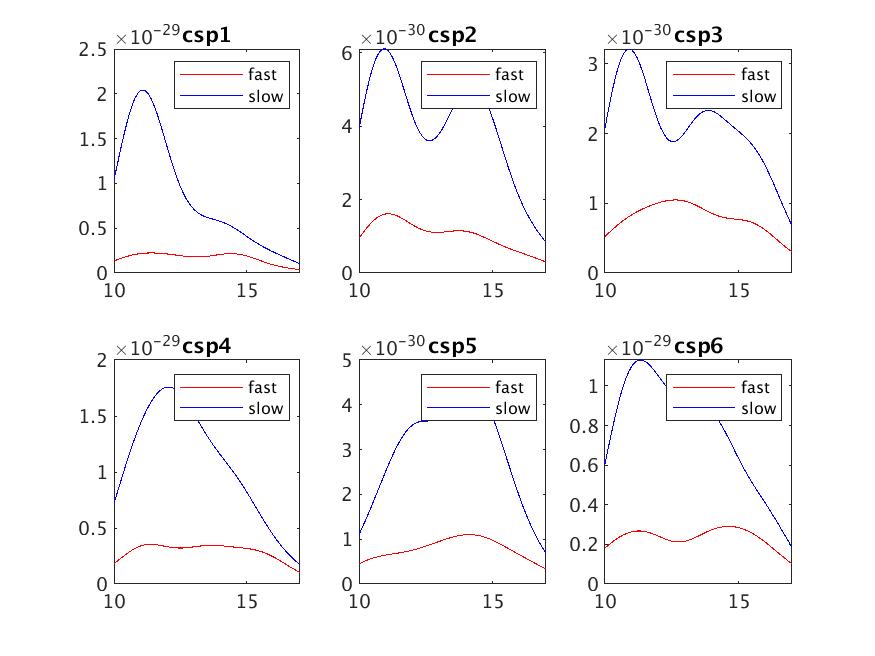 ×10⁻²⁹ csp1
2.5
2
1.5
1
0.5
0
10 15
fast
slow
×10⁻³⁰ csp2
6
4
2
0
10 15
fast
slow
×10⁻³⁰ csp3
3
2
1
0
10 15
fast
slow
×10⁻²⁹ csp4
2
1.5
1
0.5
0
10 15
fast
slow
×10⁻³⁰ csp5
5
4
3
2
1
0
10 15
fast
slow
×10⁻²⁹ csp6
1
0.8
0.6
0.4
0.2
0
10 15
fast
slow